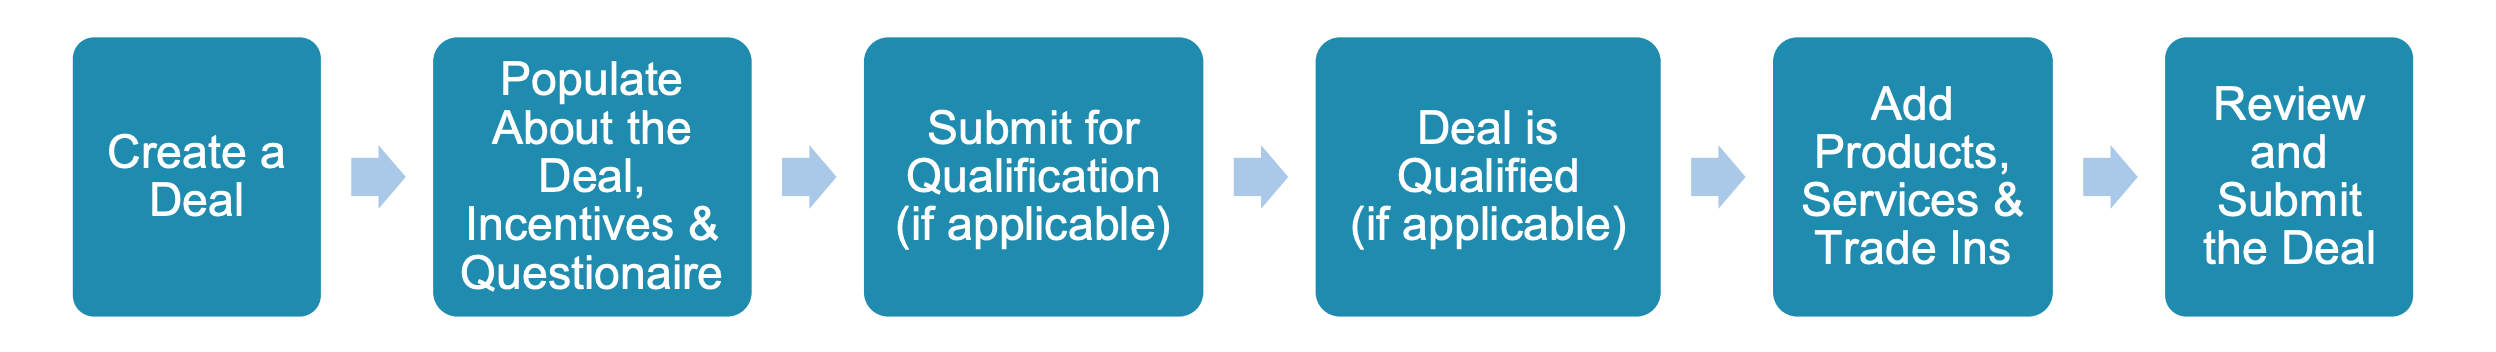 Create a
Deal
Populate
About the
Deal,
Incentives &
Questionaire
Submit for
Qualification
(if applicable)
Deal is
Qualified
(if applicable)
Add
Products,
Services &
Trade Ins
Review
and
Submit
the Deal